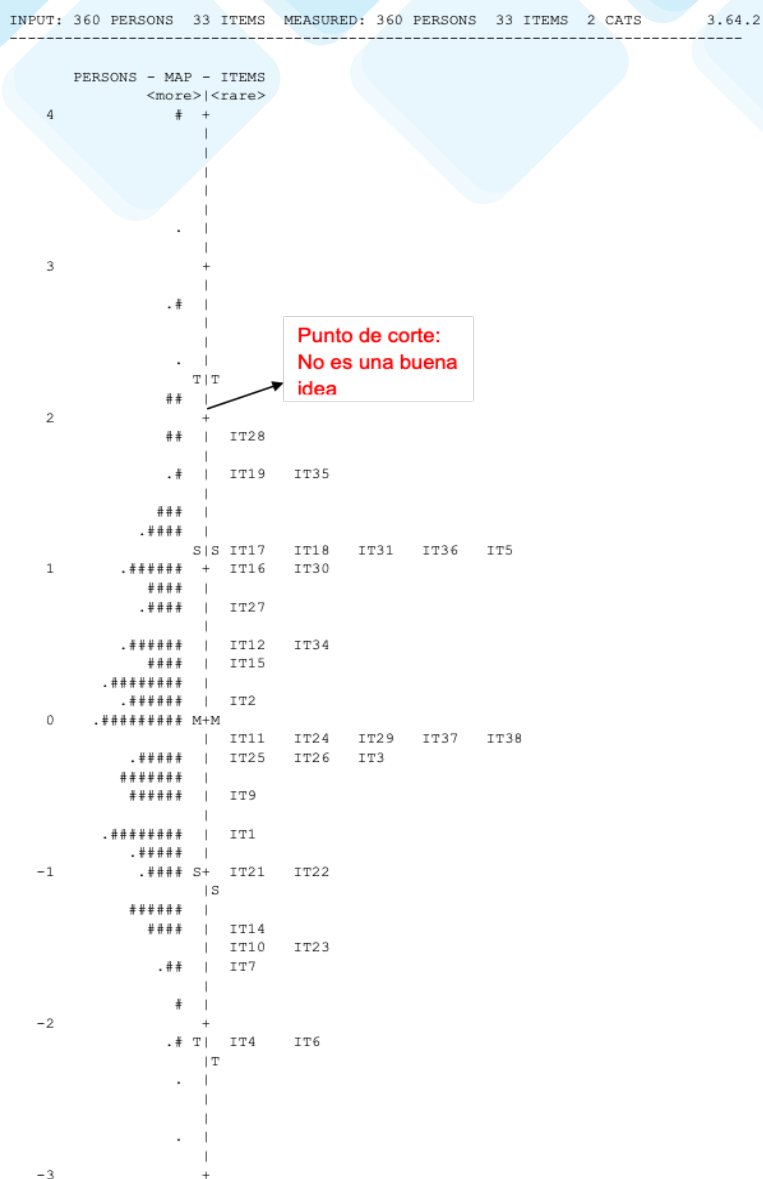 INPUT: 360 PERSONS  33 ITEMS  MEASURED: 360 PERSONS  33 ITEMS  2 CATS        3.64.2
--------------------------------------------------------------------------------
PERSONS - MAP - ITEMS
<more>|<rare>
4 # +
|
|
|
|
|
. |
|
3 +
|
.# |
|
|
. |
T|T
## |
Punto de corte:
No es una buena
idea
2 +
## | IT28
|
.# | IT19 IT35
|
### |
.#### |
S|S IT17 IT18 IT31 IT36 IT5
1 .###### + IT16 IT30
#### |
.#### | IT27
|
.###### | IT12 IT34
#### | IT15
.######## |
.###### | IT2
0 .######### M+M
| IT11 IT24 IT29 IT37 IT38
.##### | IT25 IT26 IT3
####### |
###### | IT9
|
.######## | IT1
.##### |
-1 .#### S+ IT21 IT22
|S
###### |
#### | IT14
| IT10 IT23
.## | IT7
|
# |
-2 +
.# T| IT4 IT6
|T
. |
|
|
. |
|
-3 +